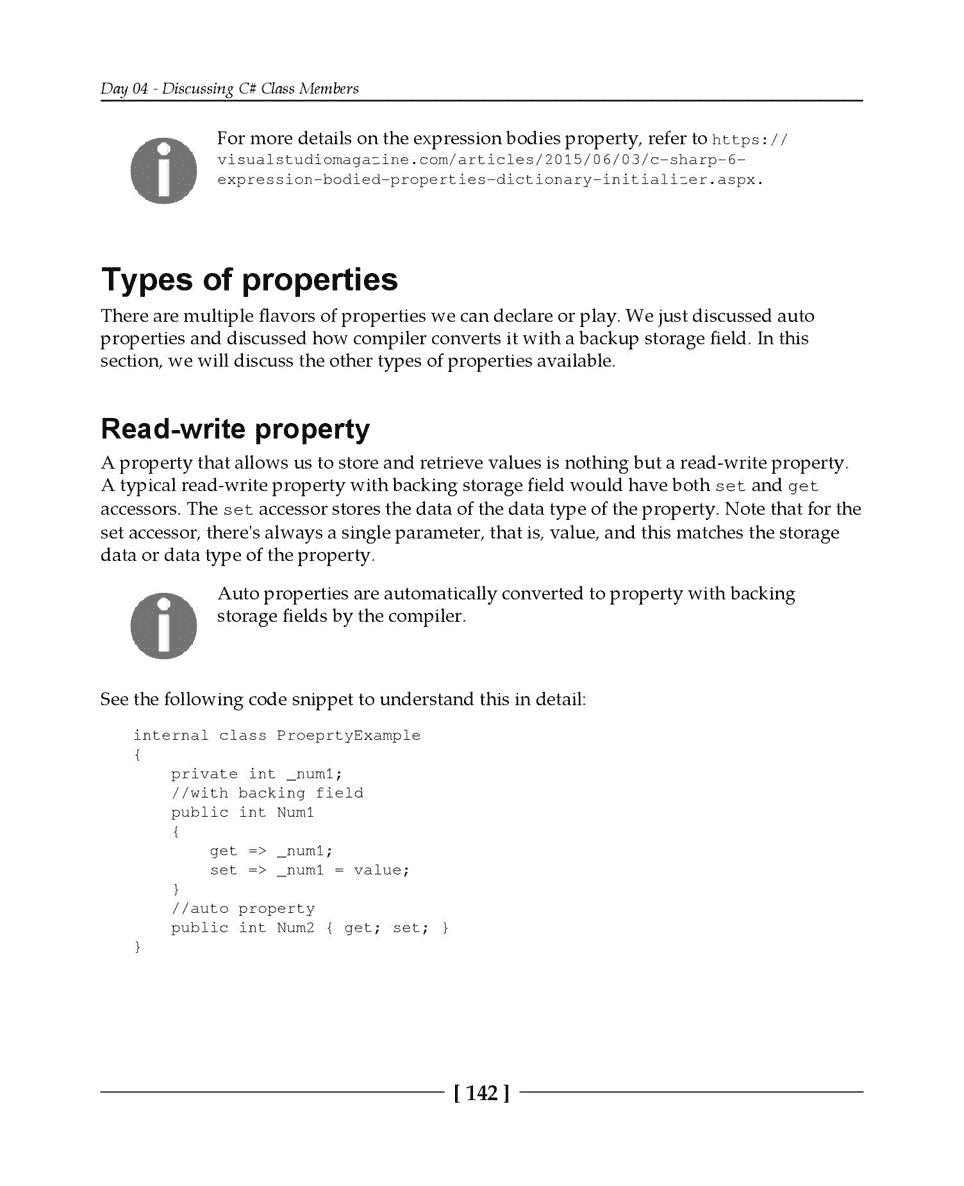 Day 04 - Discussing C# Class Members
For more details on the expression bodies property, refer to https://
visualstudiomagazine.com/articles/2015/06/03/c-sharp-6-
expression-bodied-properties-dictionary-initializer.aspx.
Types of properties
There are multiple flavors of properties we can declare or play. We just discussed auto
properties and discussed how compiler converts it with a backup storage field. In this
section, we will discuss the other types of properties available.
Read-write property
A property that allows us to store and retrieve values is nothing but a read-write property.
A typical read-write property with backing storage field would have both set and get
accessors. The set accessor stores the data of the data type of the property. Note that for the
set accessor, there's always a single parameter, that is, value, and this matches the storage
data or data type of the property.
Auto properties are automatically converted to property with backing
storage fields by the compiler.
See the following code snippet to understand this in detail:
internal class ProeprtyExample
{
    private int _num1;
    //with backing field
    public int Num1
    {
        get => _num1;
        set => _num1 = value;
    }
    //auto property
    public int Num2 { get; set; }
}
[ 142 ]